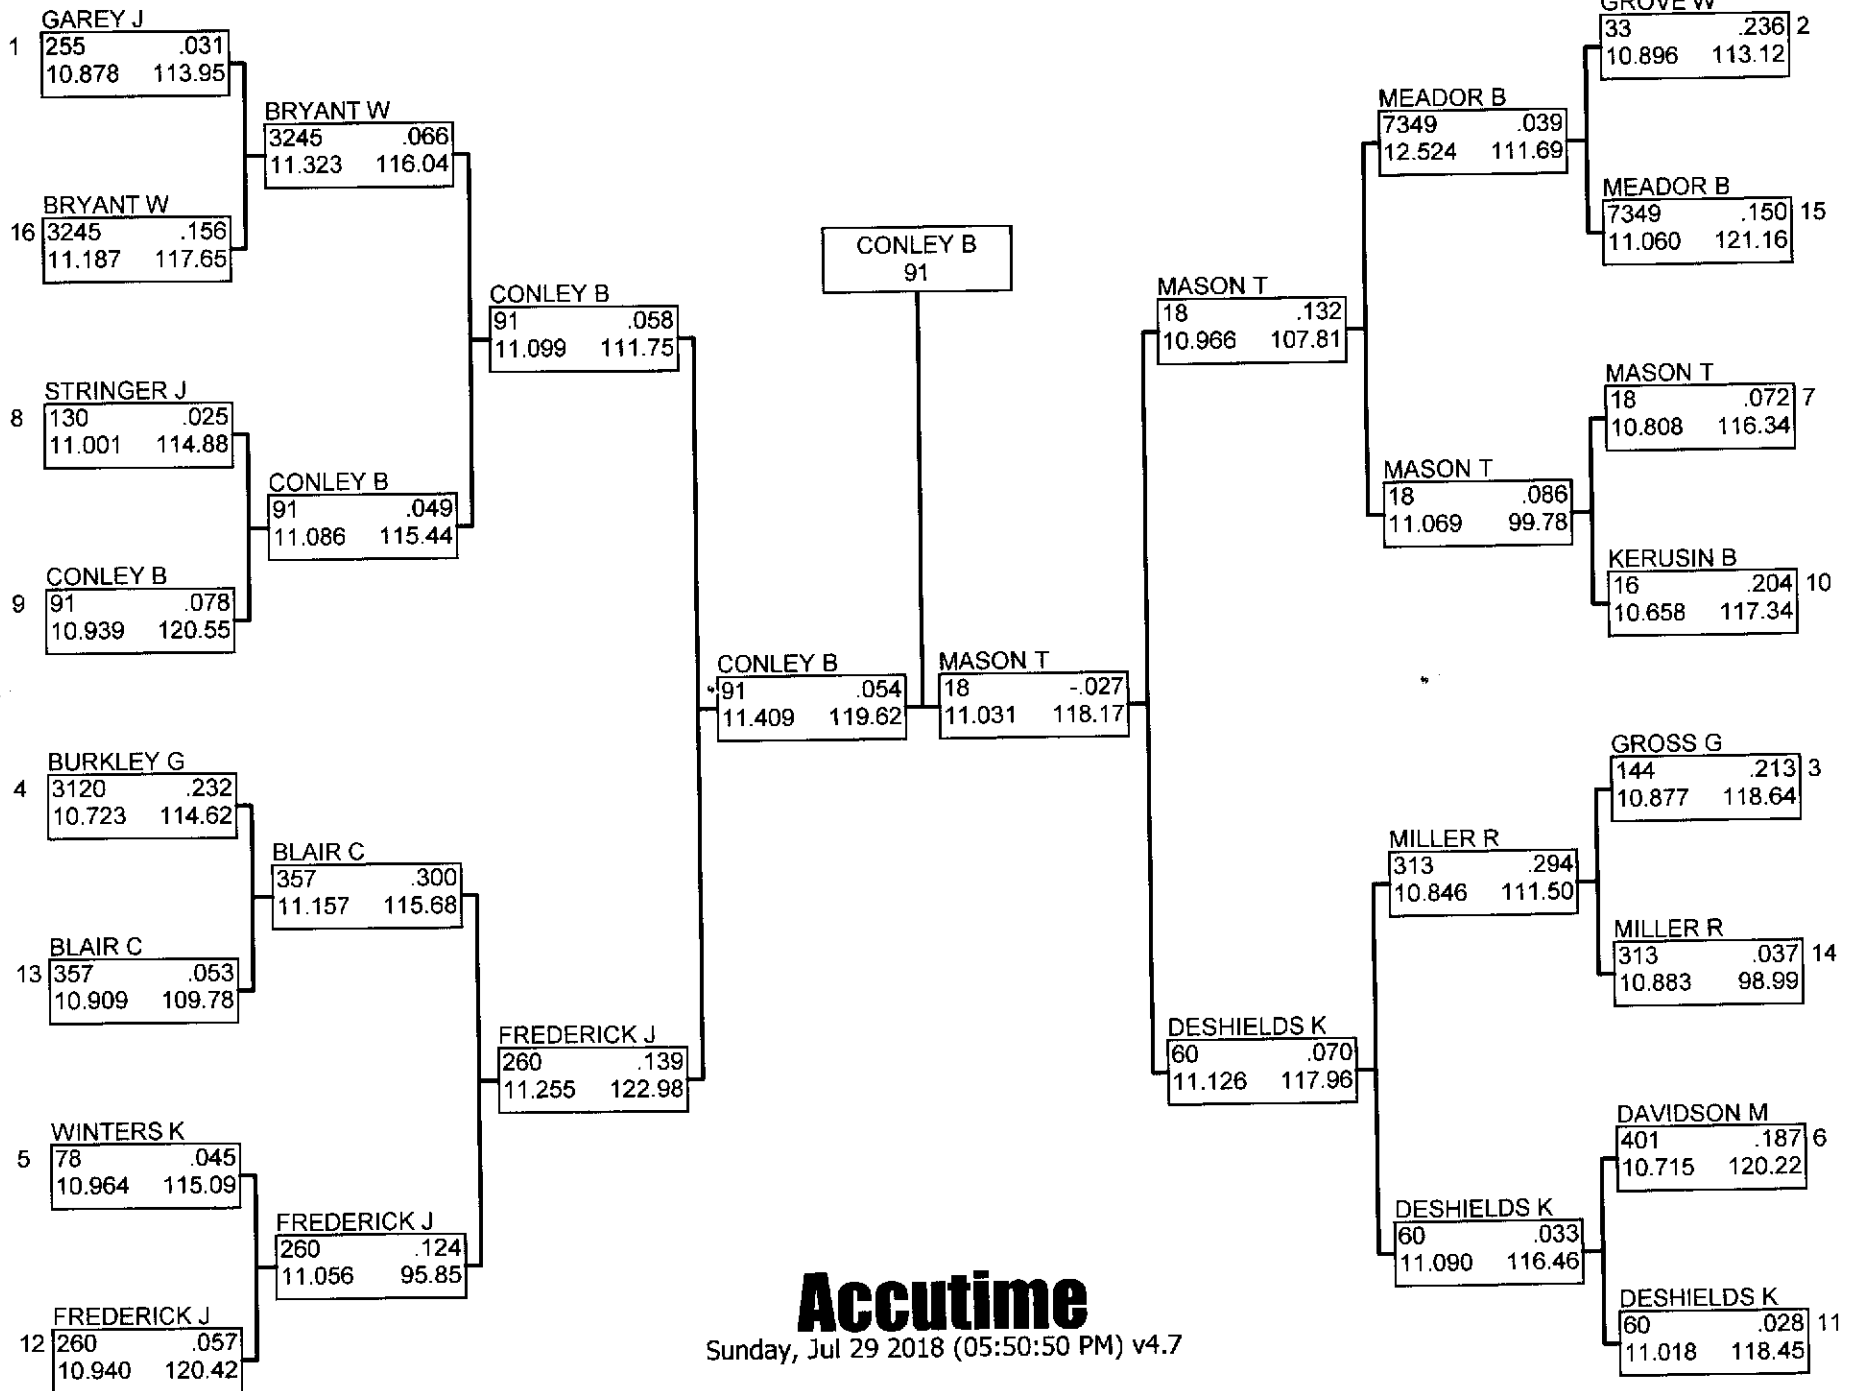 GAREY J
1
255 .031
10.878 113.95
BRYANT W
16
3245 .156
11.187 117.65
STRINGER J
8
130 .025
11.001 114.88
CONLEY B
9
91 .078
10.939 120.55
BURKLEY G
4
3120 .232
10.723 114.62
BLAIR C
13
357 .053
10.909 109.78
WINTERS K
5
78 .045
10.964 115.09
FREDERICK J
12
260 .057
10.940 120.42
BRYANT W
3245 .066
11.323 116.04
CONLEY B
91 .049
11.086 115.44
BLAIR C
357 .300
11.157 115.68
FREDERICK J
260 .124
11.056 95.85
CONLEY B
91 .058
11.099 111.75
FREDERICK J
260 .139
11.255 122.98
CONLEY B
91 .054
11.409 119.62
CONLEY B
91
MASON T
18 -.027
11.031 118.17
MASON T
18 .132
10.966 107.81
DESHIELDS K
60 .070
11.126 117.96
MEADOR B
7349 .039
12.524 111.69
MASON T
18 .086
11.069 99.78
MILLER R
313 .294
10.846 111.50
DESHIELDS K
60 .033
11.090 116.46
GROVE W
33 .236
2
10.896 113.12
MEADOR B
7349 .150
15
11.060 121.16
MASON T
18 .072
7
10.808 116.34
KERUSIN B
16 .204
10
10.658 117.34
GROSS G
144 .213
3
10.877 118.64
MILLER R
313 .037
14
10.883 98.99
DAVIDSON M
401 .187
6
10.715 120.22
DESHIELDS K
60 .028
11
11.018 118.45
Accutime
Sunday, Jul 29 2018 (05:50:50 PM) v4.7